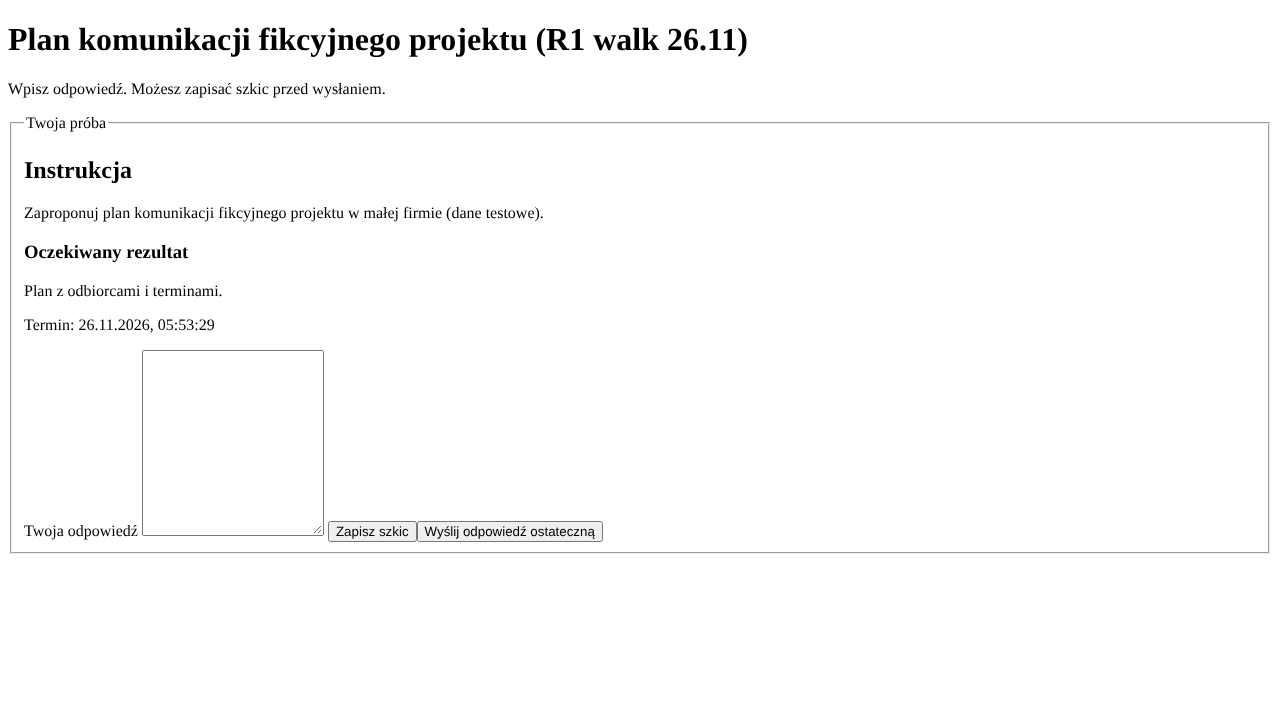 Plan komunikacji fikcyjnego projektu (R1 walk 26.11)
Wpisz odpowiedź. Możesz zapisać szkic przed wysłaniem.
Twoja próba
Instrukcja
Zaproponuj plan komunikacji fikcyjnego projektu w małej firmie (dane testowe).
Oczekiwany rezultat
Plan z odbiorcami i terminami.
Termin: 26.11.2026, 05:53:29
Twoja odpowiedź Zapisz szkic Wyślij odpowiedź ostateczną